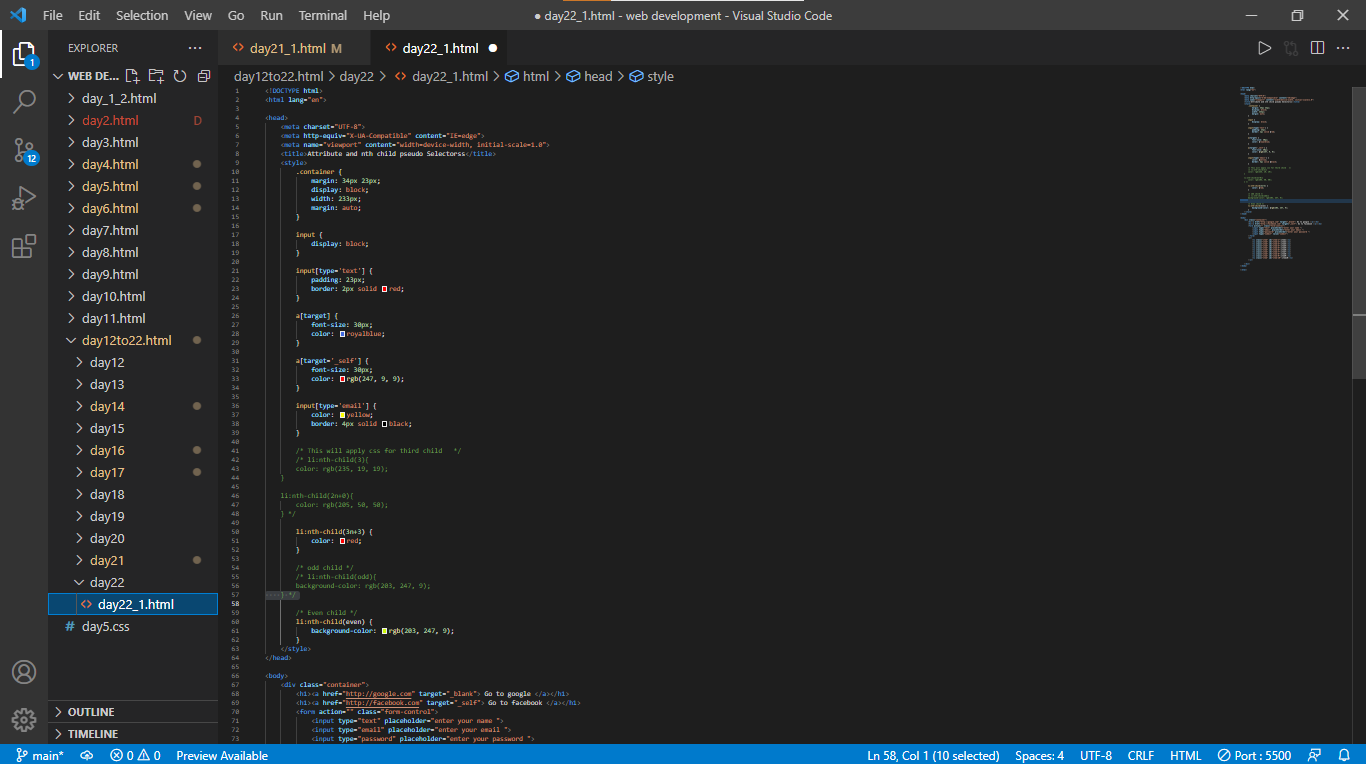 File Edit Selection View Go Run Terminal Help
● day22_1.html - web development - Visual Studio Code
EXPLORER
WEB DE...
day_1_2.html
day2.html D
day3.html
day4.html
day5.html
day6.html
day7.html
day8.html
day9.html
day10.html
day11.html
day12to22.html
day12
day13
day14
day15
day16
day17
day18
day19
day20
day21
day22
day22_1.html
# day5.css
OUTLINE
TIMELINE
1
12
day21_1.html M
day22_1.html
day12to22.html > day22 > day22_1.html > html > head > style
1 <!DOCTYPE html>
2 <html lang="en">
3
4 <head>
5 <meta charset="UTF-8">
6 <meta http-equiv="X-UA-Compatible" content="IE=edge">
7 <meta name="viewport" content="width=device-width, initial-scale=1.0">
8 <title>Attribute and nth child pseudo Selectorss</title>
9 <style>
10 .container {
11 margin: 34px 23px;
12 display: block;
13 width: 233px;
14 margin: auto;
15 }
16
17 input {
18 display: block;
19 }
20
21 input[type='text'] {
22 padding: 23px;
23 border: 2px solid red;
24 }
25
26 a[target] {
27 font-size: 30px;
28 color: royalblue;
29 }
30
31 a[target='_self'] {
32 font-size: 30px;
33 color: rgb(247, 9, 9);
34 }
35
36 input[type='email'] {
37 color: yellow;
38 border: 4px solid black;
39 }
40
41 /* This will apply css for third child */
42 /* li:nth-child(3){
43 color: rgb(235, 19, 19);
44 }
45
46 li:nth-child(2n+0){
47 color: rgb(205, 50, 50);
48 } */
49
50 li:nth-child(3n+3) {
51 color: red;
52 }
53
54 /* odd child */
55 /* li:nth-child(odd){
56 background-color: rgb(203, 247, 9);
57 } */
58
59 /* Even child */
60 li:nth-child(even) {
61 background-color: rgb(203, 247, 9);
62 }
63 </style>
64 </head>
65
66 <body>
67 <div class="container">
68 <h1><a href="http://google.com" target="_blank"> Go to google </a></h1>
69 <h1><a href="http://facebook.com" target="_self"> Go to facebook </a></h1>
70 <form action="" class="form-control">
71 <input type="text" placeholder="enter your name ">
72 <input type="email" placeholder="enter your email ">
73 <input type="password" placeholder="enter your password ">
main* 0 0 Preview Available
Ln 58, Col 1 (10 selected) Spaces: 4 UTF-8 CRLF HTML Port : 5500